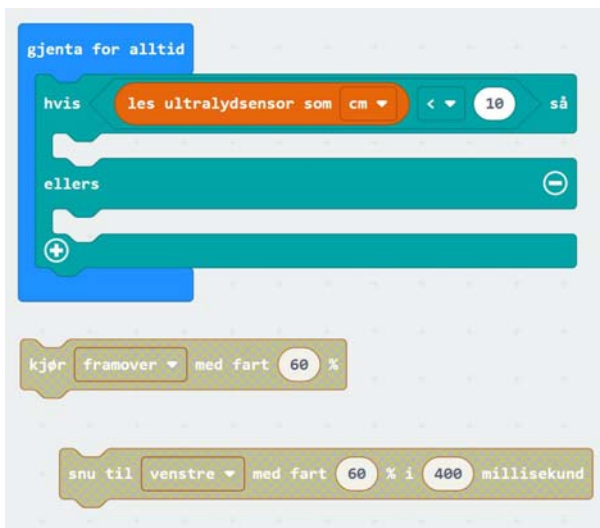 gjenta for alltid
hvis les ultralydsensor som cm < 10 så
ellers
kjør framover med fart 60 %
snu til venstre med fart 60 % i 400 millisekund